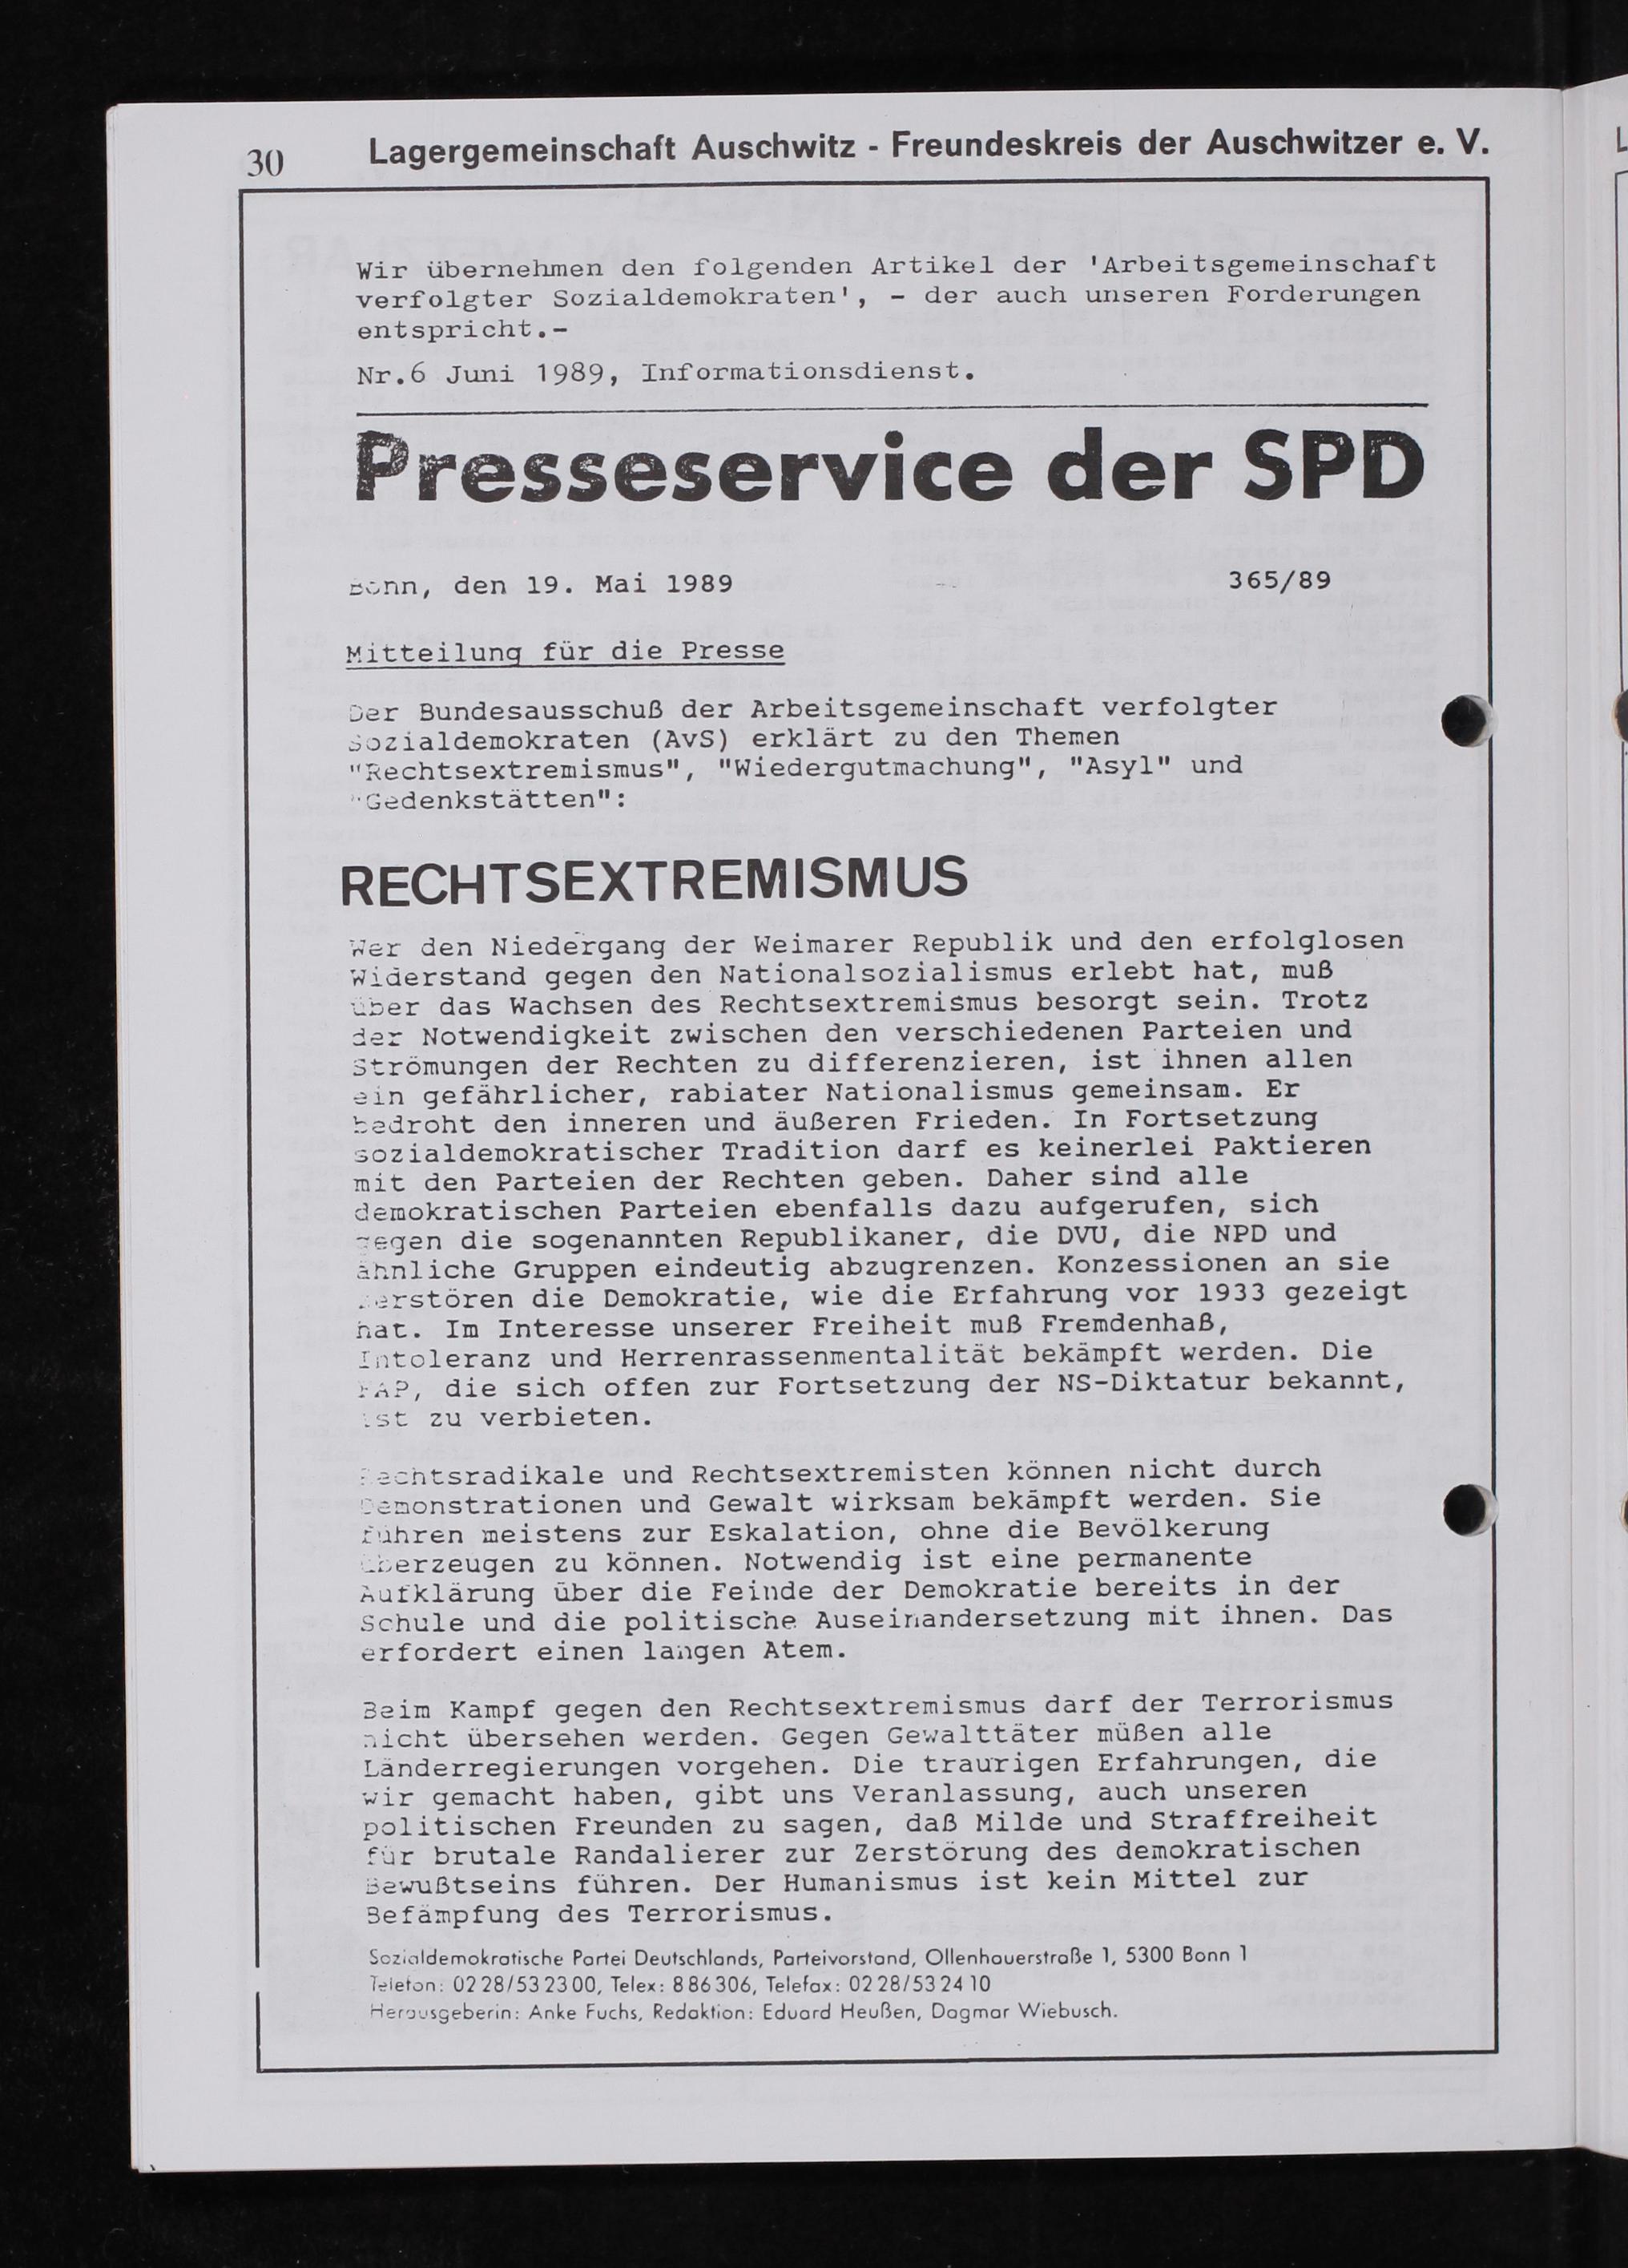 30
Lagergemeinschaft Auschwitz - Freundeskreis der Auschwitzer e. V.
Wir übernehmen den folgenden Artikel der 'Arbeitsgemeinschaft
verfolgter Sozialdemokraten', - der auch unseren Forderungen
entspricht.-
Nr.6 Juni 1989, Informationsdienst.
Presseservice der SPD
Bonn, den 19. Mai 1989
365/89
Mitteilung für die Presse
Der Bundesausschuß der Arbeitsgemeinschaft verfolgter
Sozialdemokraten (AvS) erklärt zu den Themen
"Rechtsextremismus", "Wiedergutmachung", "Asyl" und
"Gedenkstätten":
RECHTSEXTREMISMUS
Wer den Niedergang der Weimarer Republik und den erfolglosen
Widerstand gegen den Nationalsozialismus erlebt hat, muß
über das Wachsen des Rechtsextremismus besorgt sein. Trotz
der Notwendigkeit zwischen den verschiedenen Parteien und
Strömungen der Rechten zu differenzieren, ist ihnen allen
ein gefährlicher, rabiater Nationalismus gemeinsam. Er
bedroht den inneren und äußeren Frieden. In Fortsetzung
sozialdemokratischer Tradition darf es keinerlei Paktieren
mit den Parteien der Rechten geben. Daher sind alle
demokratischen Parteien ebenfalls dazu aufgerufen, sich
gegen die sogenannten Republikaner, die DVU, die NPD und
ähnliche Gruppen eindeutig abzugrenzen. Konzessionen an sie
zerstören die Demokratie, wie die Erfahrung vor 1933 gezeigt
hat. Im Interesse unserer Freiheit muß Fremdenhaß,
Intoleranz und Herrenrassenmentalität bekämpft werden. Die
FAP, die sich offen zur Fortsetzung der NS-Diktatur bekannt,
ist zu verbieten.
Rechtsradikale und Rechtsextremisten können nicht durch
Demonstrationen und Gewalt wirksam bekämpft werden. Sie
führen meistens zur Eskalation, ohne die Bevölkerung
überzeugen zu können. Notwendig ist eine permanente
Aufklärung über die Feinde der Demokratie bereits in der
Schule und die politische Auseinandersetzung mit ihnen. Das
erfordert einen langen Atem.
Beim Kampf gegen den Rechtsextremismus darf der Terrorismus
nicht übersehen werden. Gegen Gewalttäter müßen alle
Länderregierungen vorgehen. Die traurigen Erfahrungen, die
wir gemacht haben, gibt uns Veranlassung, auch unseren
politischen Freunden zu sagen, daß Milde und Straffreiheit
für brutale Randalierer zur Zerstörung des demokratischen
Bewußtseins führen. Der Humanismus ist kein Mittel zur
Befämpfung des Terrorismus.
Sozialdemokratische Partei Deutschlands, Parteivorstand, Ollenhauerstraße 1, 5300 Bonn 1
Telefon: 02 28/53 23 00, Telex: 8 86 306, Telefax: 02 28/53 24 10
Herausgeberin: Anke Fuchs, Redaktion: Eduard Heußen, Dagmar Wiebusch.